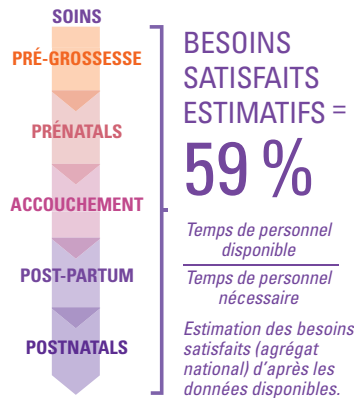 SOINS
PRÉ-GROSSESSE
PRÉNATALS
ACCOUCHEMENT
POST-PARTUM
POSTNATALS
BESOINS
SATISFAITS
ESTIMATIFS =
59 %
Temps de personnel
disponible
Temps de personnel
nécessaire
Estimation des besoins
satisfaits (agrégat
national) d’après les
données disponibles.